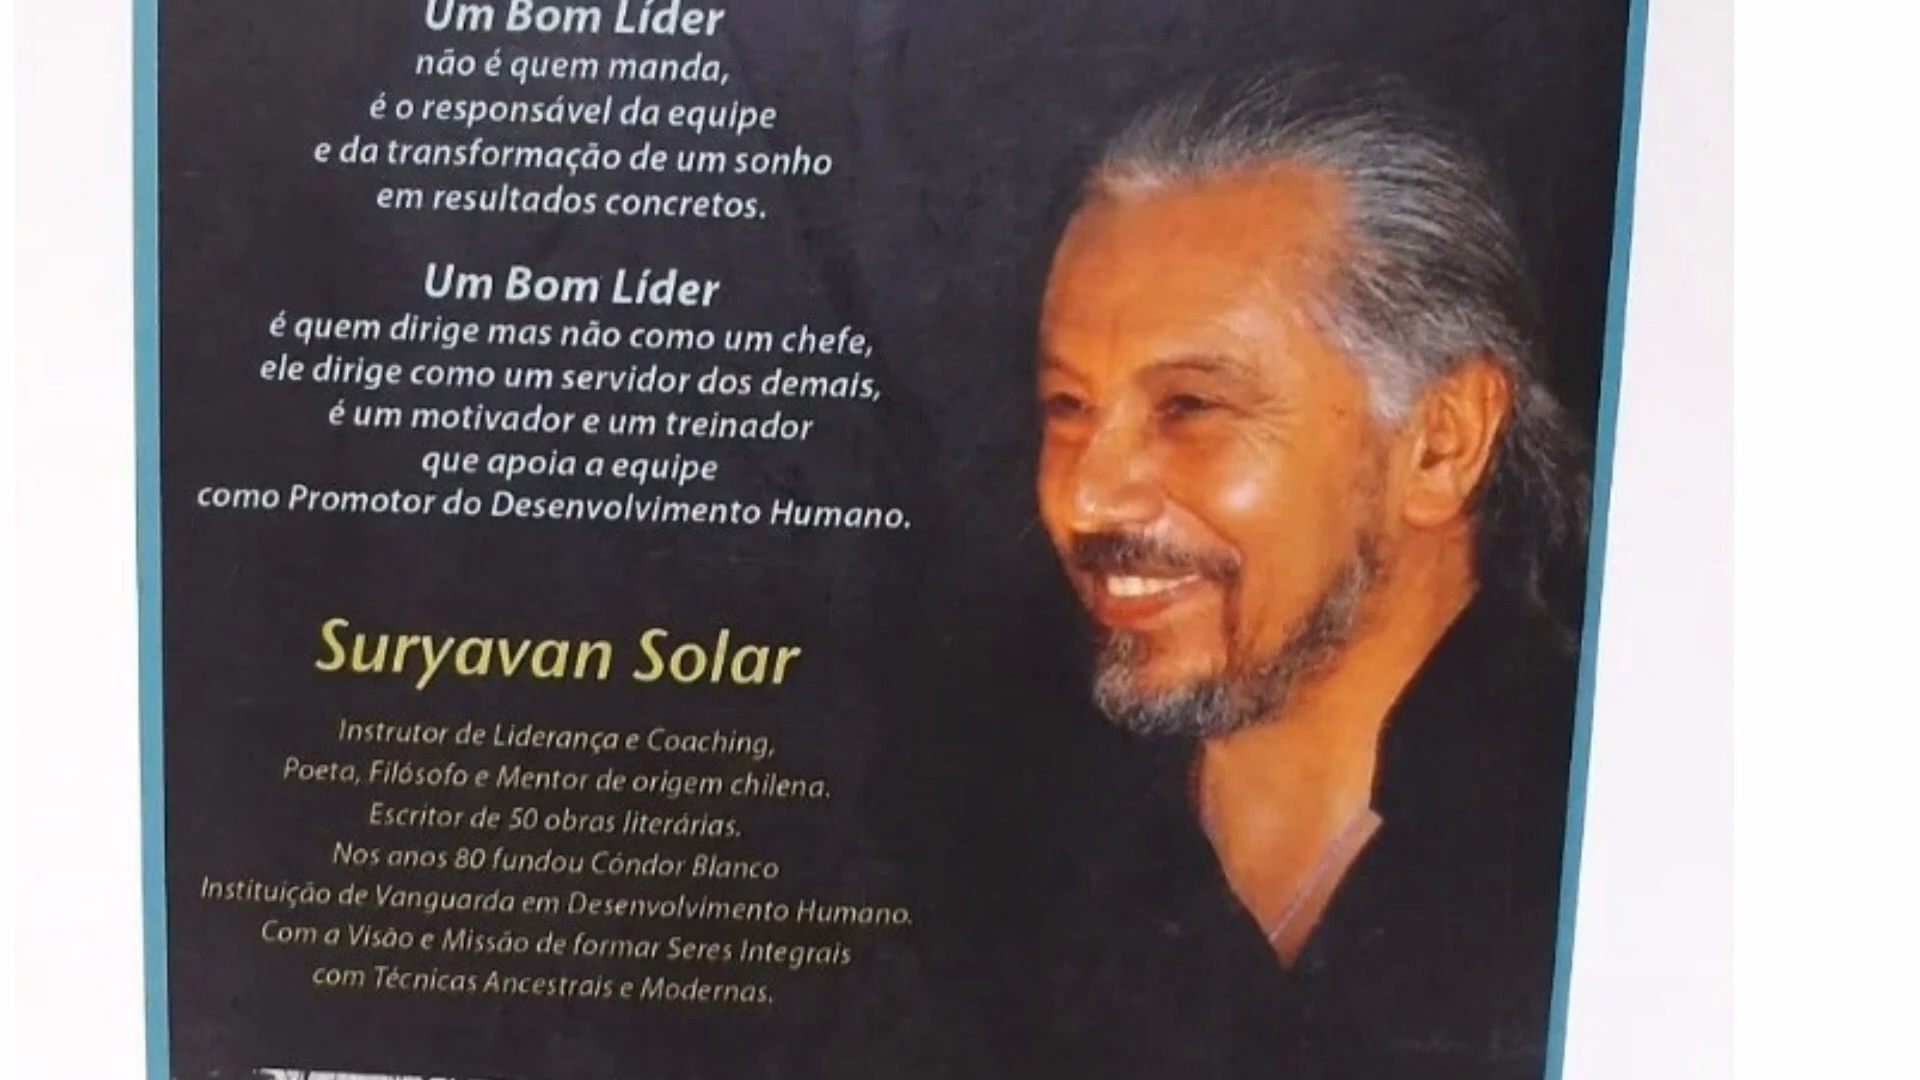 Um Bom Líder
não é quem manda,
é o responsável da equipe
e da transformação de um sonho
em resultados concretos.
Um Bom Líder
é quem dirige mas não como um chefe,
ele dirige como um servidor dos demais,
é um motivador e um treinador
que apoia a equipe
como Promotor do Desenvolvimento Humano.
Suryavan Solar
Instrutor de Liderança e Coaching,
Poeta, Filósofo e Mentor de origem chilena.
Escritor de 50 obras literárias.
Nos anos 80 fundou Cóndor Blanco
Instituição de Vanguarda em Desenvolvimento Humano.
Com a Visão e Missão de formar Seres Integrais
com Técnicas Ancestrais e Modernas.